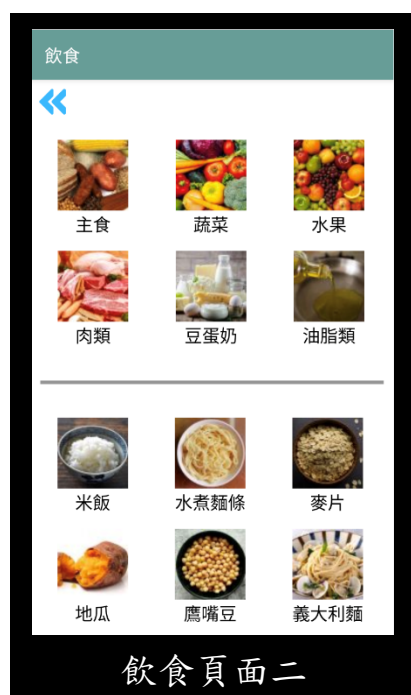 飲食
主食 蔬菜 水果
肉類 豆蛋奶 油脂類
米飯 水煮麵條 麥片
地瓜 鷹嘴豆 義大利麵
飲食頁面二